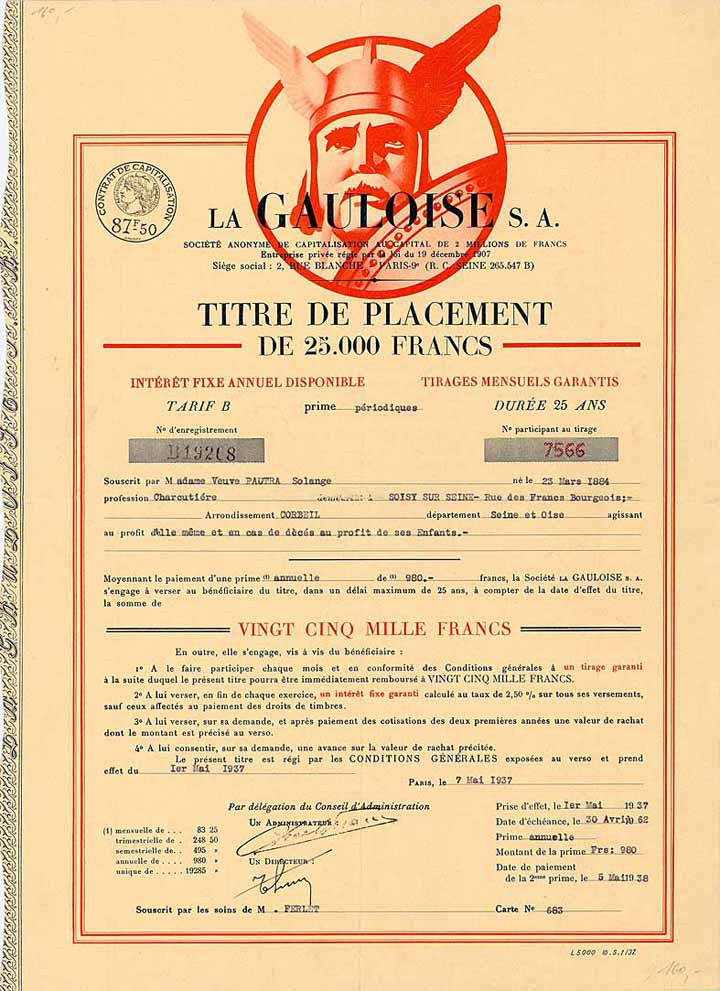 160,-
CONTRAT DE CAPITALISATION
87F50
LA GAULOISE S. A.
SOCIÉTÉ ANONYME DE CAPITALISATION AU CAPITAL DE 2 MILLIONS DE FRANCS
Entreprise privée régie par la loi du 19 décembre 1907
Siège social : 2, RUE BLANCHE - PARIS-9e (R. C. SEINE 265.547 B)
TITRE DE PLACEMENT
DE 25.000 FRANCS
INTÉRÊT FIXE ANNUEL DISPONIBLE TIRAGES MENSUELS GARANTIS
TARIF B prime périodiques DURÉE 25 ANS
No d'enregistrement No participant au tirage
B19208 7566
Souscrit par Madame Veuve PAUTRA Solange né le 23 Mars 1884
profession Charcutiére demeurant à SOISY SUR SEINE- Rue des Francs Bourgeois;-
Arrondissement CORBEIL département Seine et Oise agissant
au profit d'elle même et en cas de décés au profit de ses Enfants.-
Moyennant le paiement d'une prime (1) annuelle de (1) 980.- francs, la Société LA GAULOISE S. A.
s'engage à verser au bénéficiaire du titre, dans un délai maximum de 25 ans, à compter de la date d'effet du titre,
la somme de
VINGT CINQ MILLE FRANCS
En outre, elle s'engage, vis à vis du bénéficiaire :
1o A le faire participer chaque mois et en conformité des Conditions générales à un tirage garanti
à la suite duquel le présent titre pourra être immédiatement remboursé à VINGT CINQ MILLE FRANCS.
2o A lui verser, en fin de chaque exercice, un intérêt fixe garanti calculé au taux de 2,50 % sur tous ses versements,
sauf ceux affectés au paiement des droits de timbres.
3o A lui verser, sur sa demande, et après paiement des cotisations des deux premières années une valeur de rachat
dont le montant est précisé au verso.
4o A lui consentir, sur sa demande, une avance sur la valeur de rachat précitée.
Le présent titre est régi par les CONDITIONS GÉNÉRALES exposées au verso et prend
effet du Ier Mai 1937
PARIS, le 7 Mai 1937
Par délégation du Conseil d'Administration
UN ADMINISTRATEUR :
UN DIRECTEUR :
(1) mensuelle de . . . 83 25
trimestrielle de . 248 50
semestrielle de . . 495 »
annuelle de . . . 980 »
unique de . . . . . 19285 »
Prise d'effet, le Ier Mai 1937
Date d'échéance, le 30 Avril 1962
Prime annuelle
Montant de la prime Frs: 980
Date de paiement
de la 2ème prime, le 5 Mai 1938
Souscrit par les soins de M . FERLET Carte No 683
L 5.000 10.S.1/37.
160,-